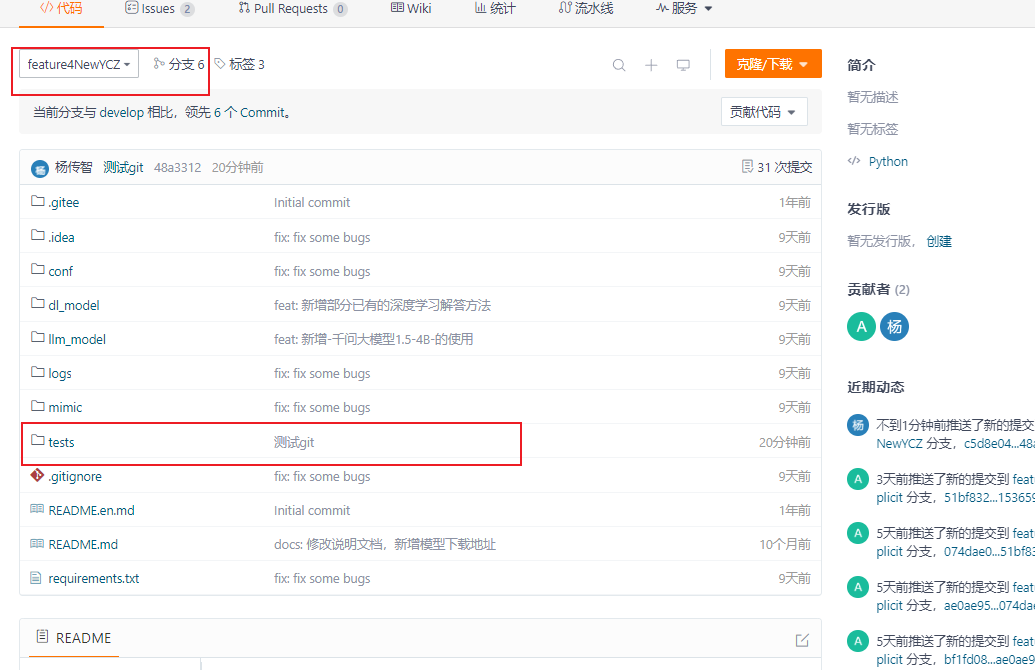 代码 Issues 2 Pull Requests 0 Wiki 统计 流水线 服务
feature4NewYCZ 分支 6 标签 3 克隆/下载
当前分支与 develop 相比，领先 6 个 Commit。 贡献代码
杨 杨传智 测试git 48a3312 20分钟前 31 次提交
.gitee Initial commit 1年前
.idea fix: fix some bugs 9天前
conf fix: fix some bugs 9天前
dl_model feat: 新增部分已有的深度学习解答方法 9天前
llm_model feat: 新增-千问大模型1.5-4B-的使用 9天前
logs fix: fix some bugs 9天前
mimic fix: fix some bugs 9天前
tests 测试git 20分钟前
.gitignore fix: fix some bugs 9天前
README.en.md Initial commit 1年前
README.md docs: 修改说明文档，新增模型下载地址 10个月前
requirements.txt fix: fix some bugs 9天前
README
简介
暂无描述
暂无标签
Python
发行版
暂无发行版， 创建
贡献者 (2)
A 杨
近期动态
杨 不到1分钟前推送了新的提交
NewYCZ 分支，c5d8e04...48a
A 3天前推送了新的提交到 featu
plicit 分支，51bf832...153659
A 5天前推送了新的提交到 featu
plicit 分支，074dae0...51bf83
A 5天前推送了新的提交到 featu
plicit 分支，ae0ae95...074dae
A 5天前推送了新的提交到 featu
plicit 分支，bf1fd08...ae0ae9